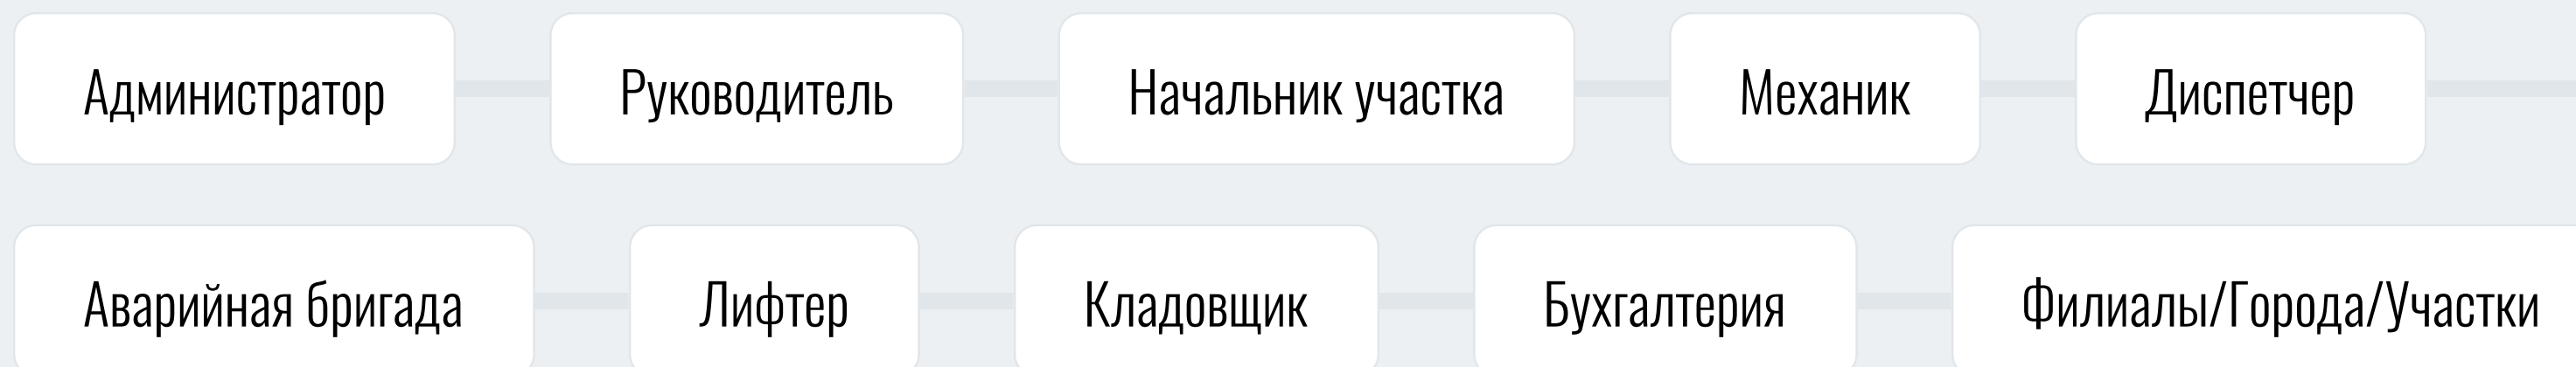 Администратор Руководитель Начальник участка Механик Диспетчер
Аварийная бригада Лифтер Кладовщик Бухгалтерия Филиалы/Города/Участки